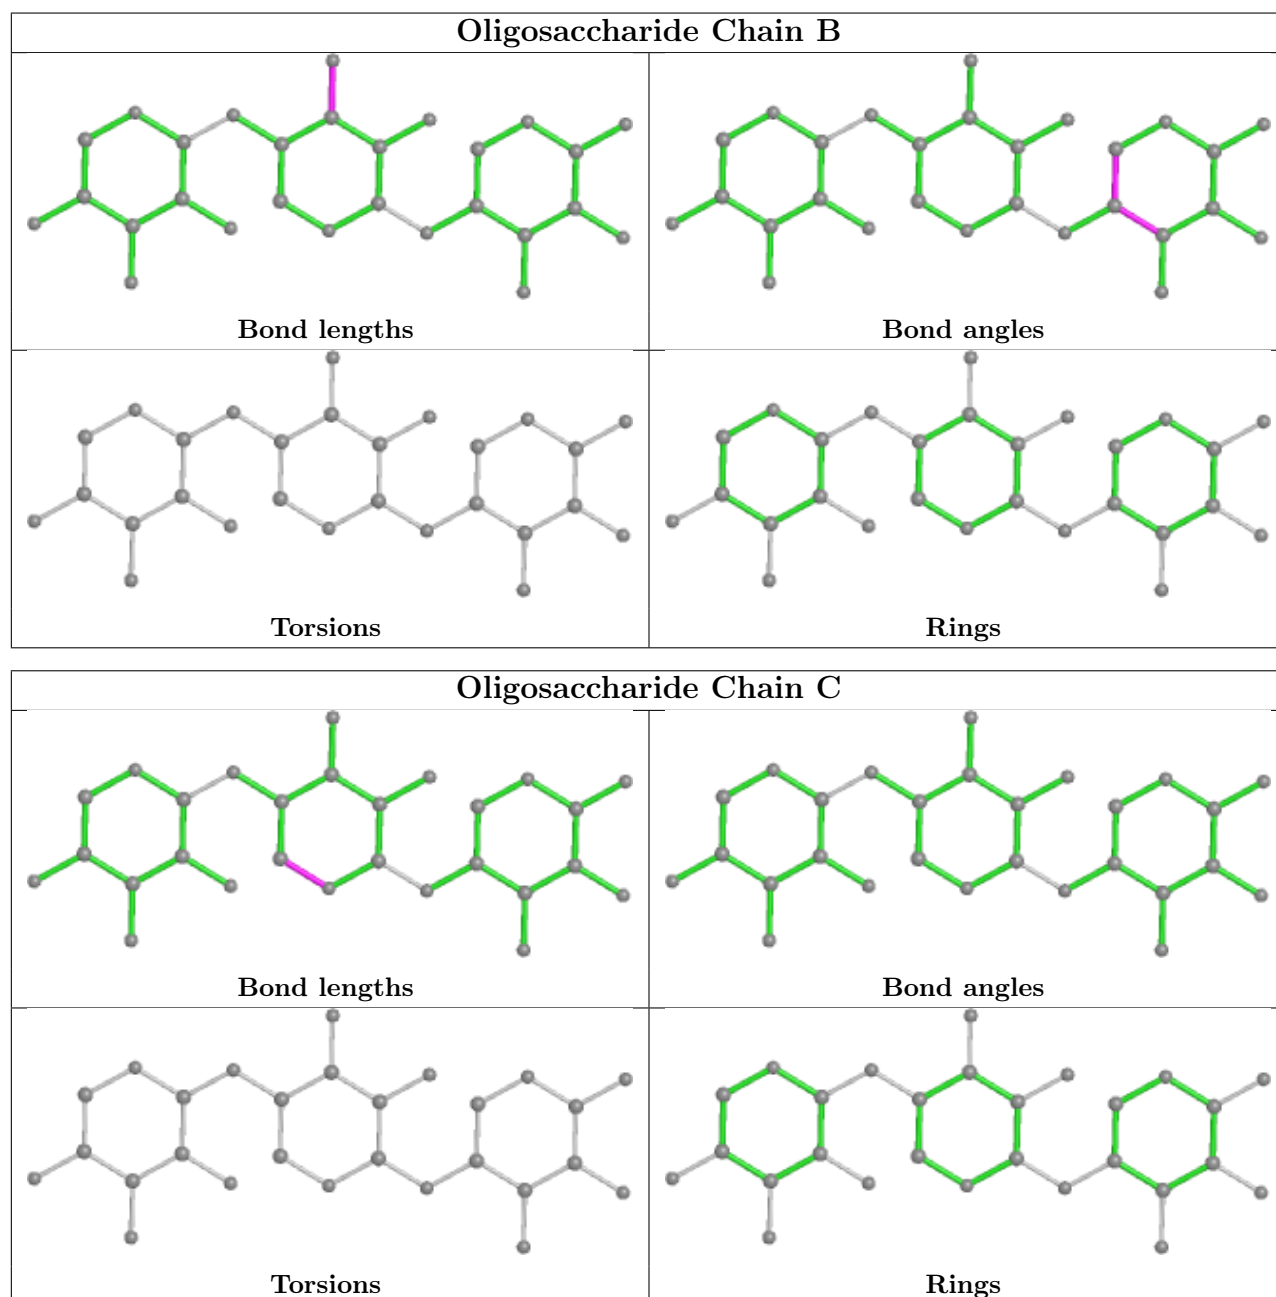 Oligosaccharide Chain B
Bond lengths
Bond angles
Torsions
Rings
Oligosaccharide Chain C
Bond lengths
Bond angles
Torsions
Rings